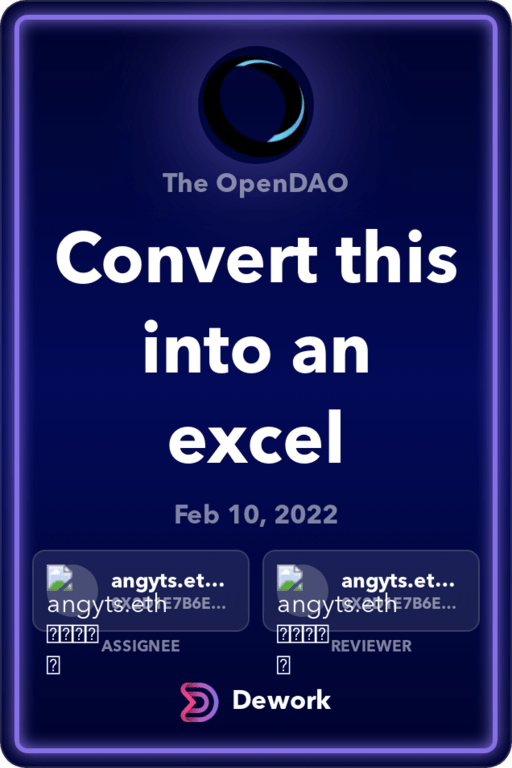 The OpenDAO
Convert this
into an
excel
Feb 10, 2022
angyts.et...
angyts.et...
angyts.eth
angyts.eth
ASSIGNEE
REVIEWER
Dework